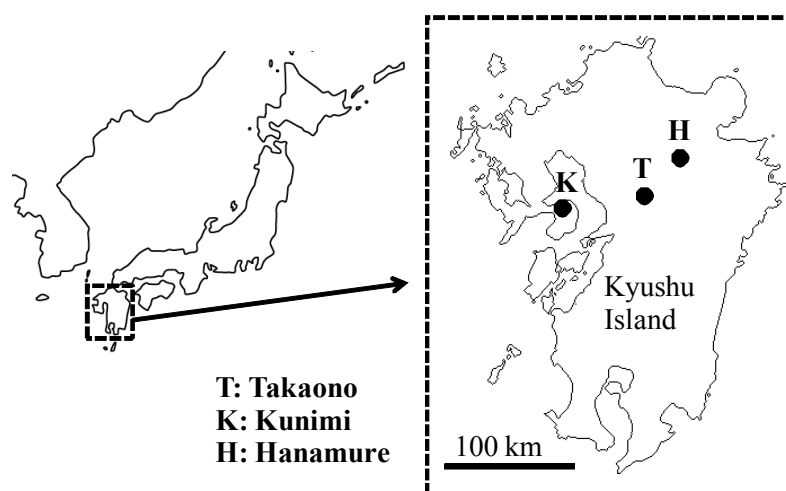 T: Takaono
K: Kunimi
H: Hanamure
H
T
K
Kyushu
Island
100 km